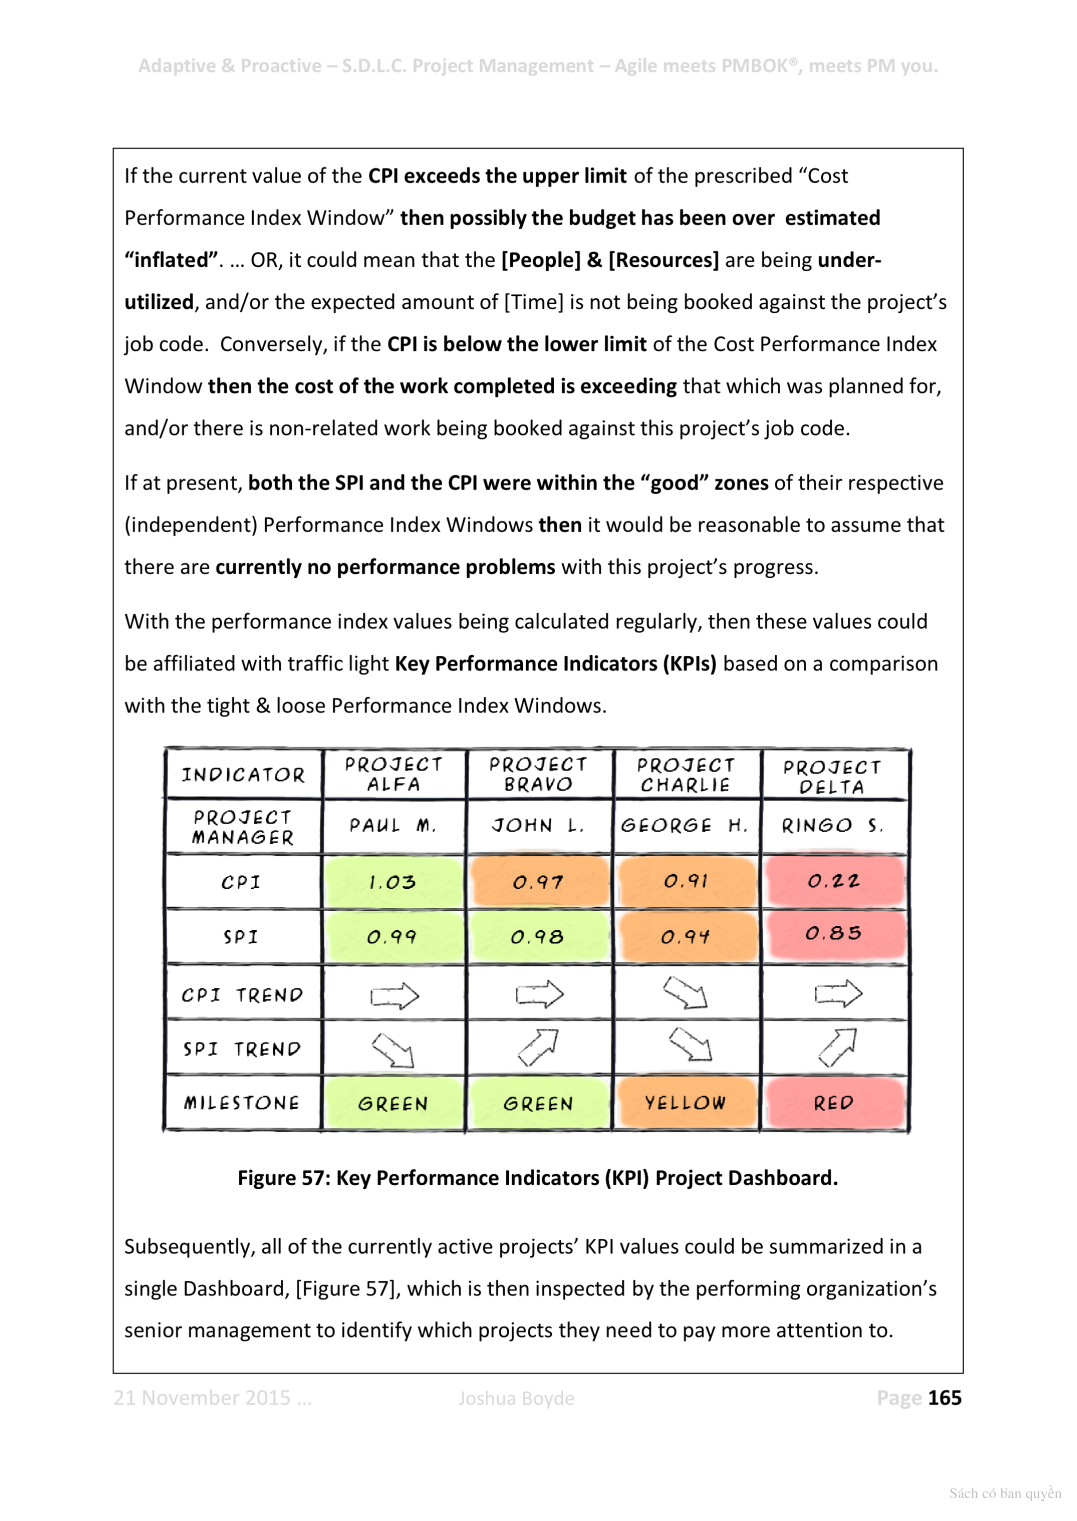 Adaptive & Proactive – S.D.L.C. Project Management – Agile meets PMBOK®, meets PM you.
If the current value of the CPI exceeds the upper limit of the prescribed “Cost
Performance Index Window” then possibly the budget has been over  estimated
“inflated”. … OR, it could mean that the [People] & [Resources] are being under-
utilized, and/or the expected amount of [Time] is not being booked against the project’s
job code.  Conversely, if the CPI is below the lower limit of the Cost Performance Index
Window then the cost of the work completed is exceeding that which was planned for,
and/or there is non-related work being booked against this project’s job code.
If at present, both the SPI and the CPI were within the “good” zones of their respective
(independent) Performance Index Windows then it would be reasonable to assume that
there are currently no performance problems with this project’s progress.
With the performance index values being calculated regularly, then these values could
be affiliated with traffic light Key Performance Indicators (KPIs) based on a comparison
with the tight & loose Performance Index Windows.
INDICATOR PROJECT ALFA PROJECT BRAVO PROJECT CHARLIE PROJECT DELTA
PROJECT MANAGER PAUL M. JOHN L. GEORGE H. RINGO S.
CPI 1.03 0.97 0.91 0.22
SPI 0.99 0.98 0.94 0.85
CPI TREND
SPI TREND
MILESTONE GREEN GREEN YELLOW RED
Figure 57: Key Performance Indicators (KPI) Project Dashboard.
Subsequently, all of the currently active projects’ KPI values could be summarized in a
single Dashboard, [Figure 57], which is then inspected by the performing organization’s
senior management to identify which projects they need to pay more attention to.
21 November 2015 … Joshua Boyde Page 165
Sách có bản quyền